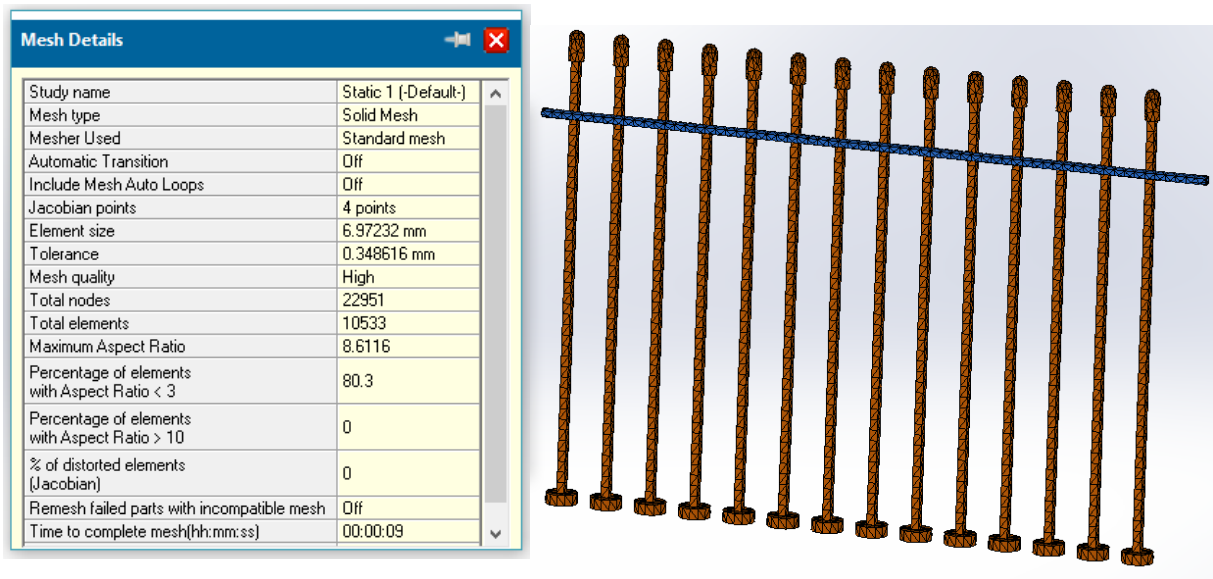 Mesh Details
Study name Static 1 (-Default-)
Mesh type Solid Mesh
Mesher Used Standard mesh
Automatic Transition Off
Include Mesh Auto Loops Off
Jacobian points 4 points
Element size 6.97232 mm
Tolerance 0.348616 mm
Mesh quality High
Total nodes 22951
Total elements 10533
Maximum Aspect Ratio 8.6116
Percentage of elements
with Aspect Ratio < 3 80.3
Percentage of elements
with Aspect Ratio > 10 0
% of distorted elements
(Jacobian) 0
Remesh failed parts with incompatible mesh Off
Time to complete mesh(hh:mm:ss) 00:00:09